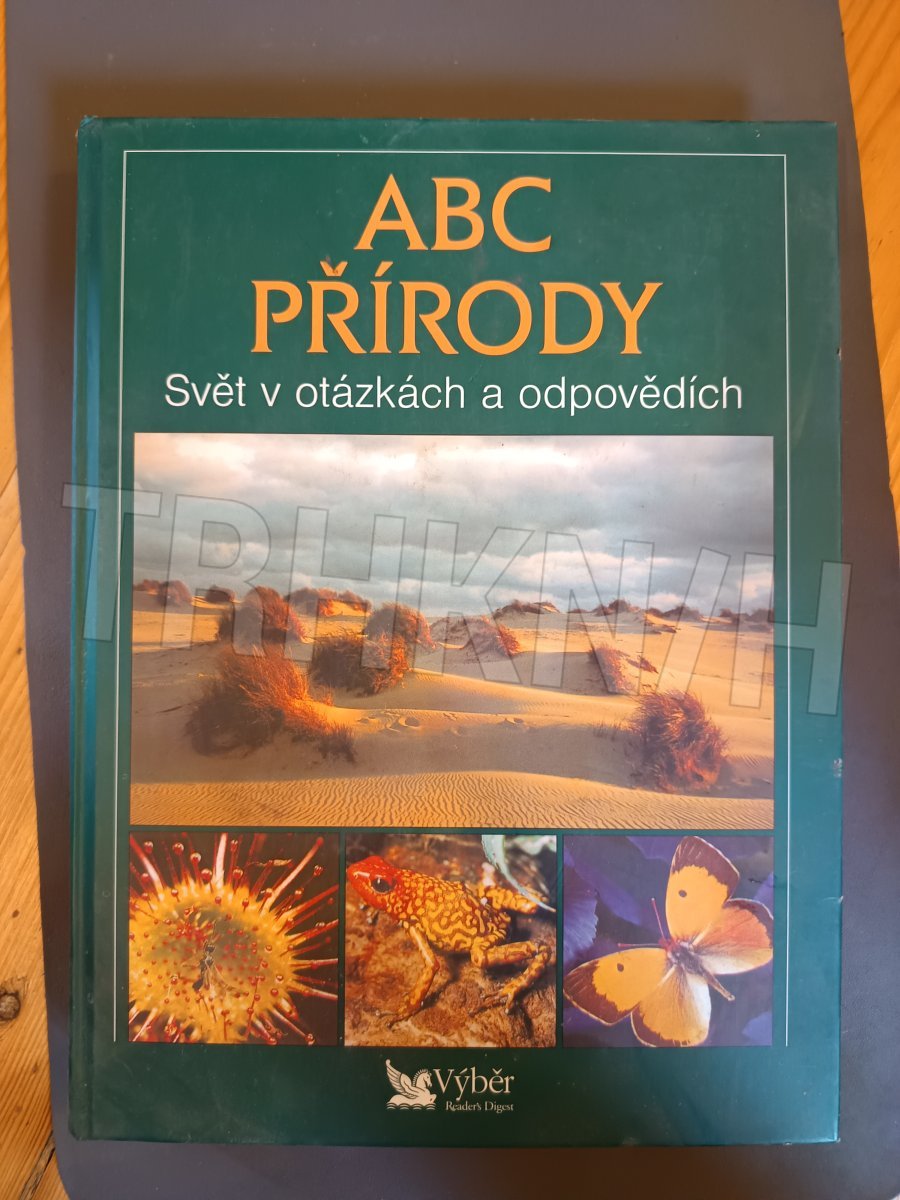 ABC
PŘÍRODY
Svět v otázkách a odpovědích
TRHKNIH
Výběr
Reader's Digest